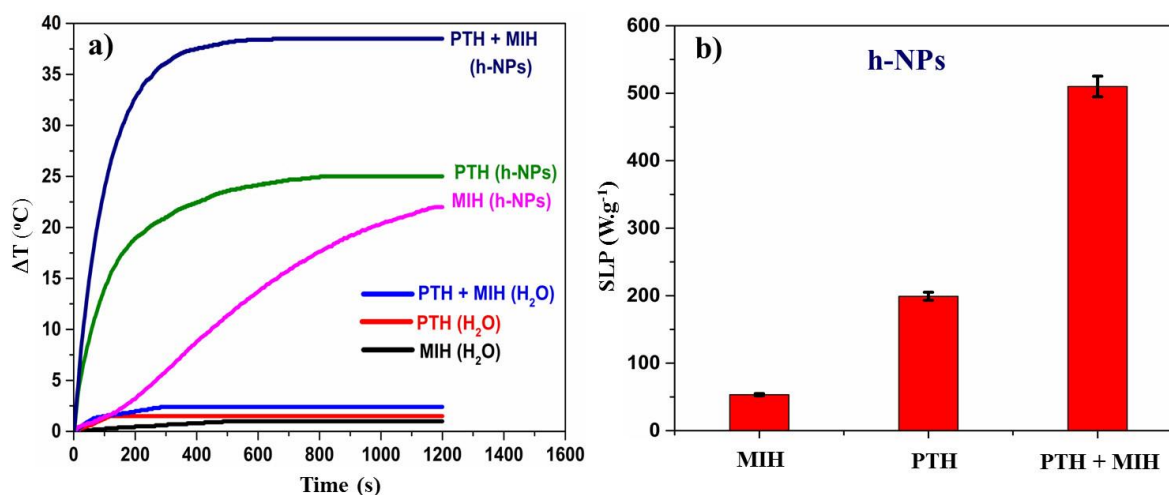 a)
40
35
30
25
20
15
10
5
0
ΔT (°C)
0 200 400 600 800 1000 1200 1400 1600
Time (s)
PTH + MIH
(h-NPs)
PTH (h-NPs)
MIH (h-NPs)
PTH + MIH (H₂O)
PTH (H₂O)
MIH (H₂O)
b)
h-NPs
600
500
400
300
200
100
0
SLP (W.g⁻¹)
MIH PTH PTH + MIH